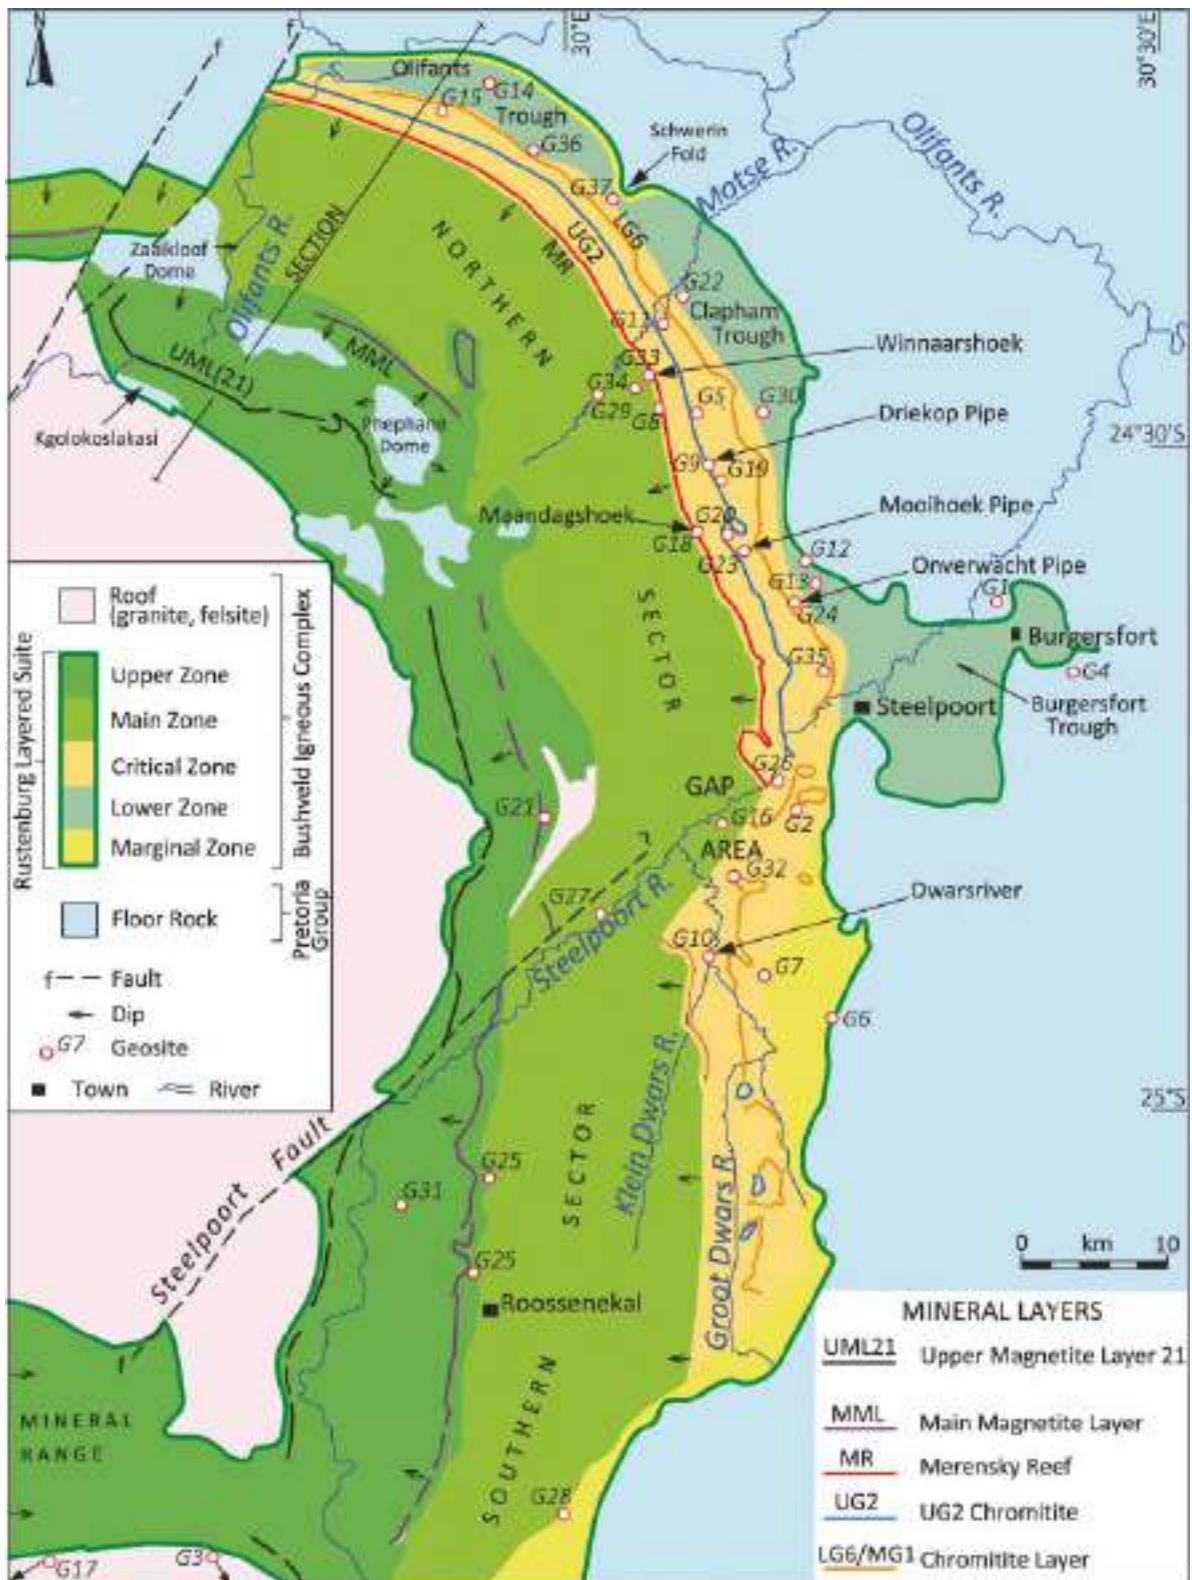 N
f
f
30°E
30°30'E
Olifants
G14
G15
Trough
G36
Schwerin
Fold
Motse R.
Olifants R.
G37
LG6
UG2
MR
NORTHERN
Zaaikloof
Dome
Olifants R.
SECTION
G22
Clapham
Trough
G11
Winnaarshoek
MML
UML(21)
G33
G34
G29
G8
G5
G30
Driekop Pipe
24°30'S
Kgolokoslakasi
Phephane
Dome
G9
G19
Maandagshoek
G20
G18
G23
Mooihoek Pipe
G12
G13
Onverwacht Pipe
G24
G1
Burgersfort
G4
SECTOR
G35
Steelpoort
Burgersfort
Trough
G26
GAP
G21
G16
G2
AREA
f
G32
G27
Steelpoort R.
Dwarsriver
G10
G7
G6
Klein Dwars R.
25°S
Groot Dwars R.
Steelpoort Fault
G25
G31
SECTOR
G25
Roossenekal
0 km 10
f
MINERAL
RANGE
SOUTHERN
G28
G17
G3
Rustenburg Layered Suite
Bushveld Igneous Complex
Pretoria
Group
Roof
(granite, felsite)
Upper Zone
Main Zone
Critical Zone
Lower Zone
Marginal Zone
Floor Rock
f Fault
Dip
G7 Geosite
Town River
MINERAL LAYERS
UML21 Upper Magnetite Layer 21
MML Main Magnetite Layer
MR Merensky Reef
UG2 UG2 Chromitite
LG6/MG1 Chromitite Layer